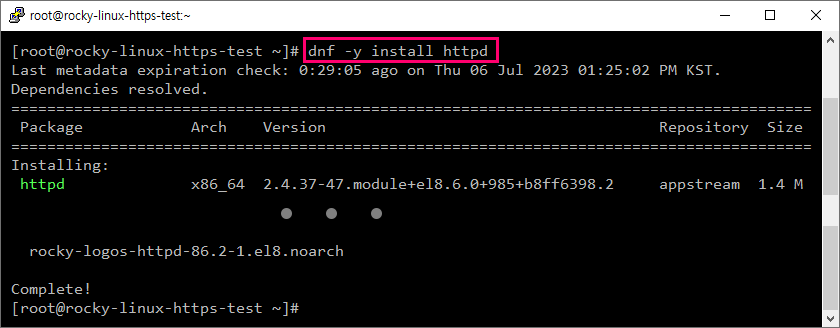 root@rocky-linux-https-test:~
[root@rocky-linux-https-test ~]# dnf -y install httpd
Last metadata expiration check: 0:29:05 ago on Thu 06 Jul 2023 01:25:02 PM KST.
Dependencies resolved.
================================================================================
Package Arch Version Repository Size
================================================================================
Installing:
httpd x86_64 2.4.37-47.module+el8.6.0+985+b8ff6398.2 appstream 1.4 M
● ● ●
rocky-logos-httpd-86.2-1.el8.noarch
Complete!
[root@rocky-linux-https-test ~]#